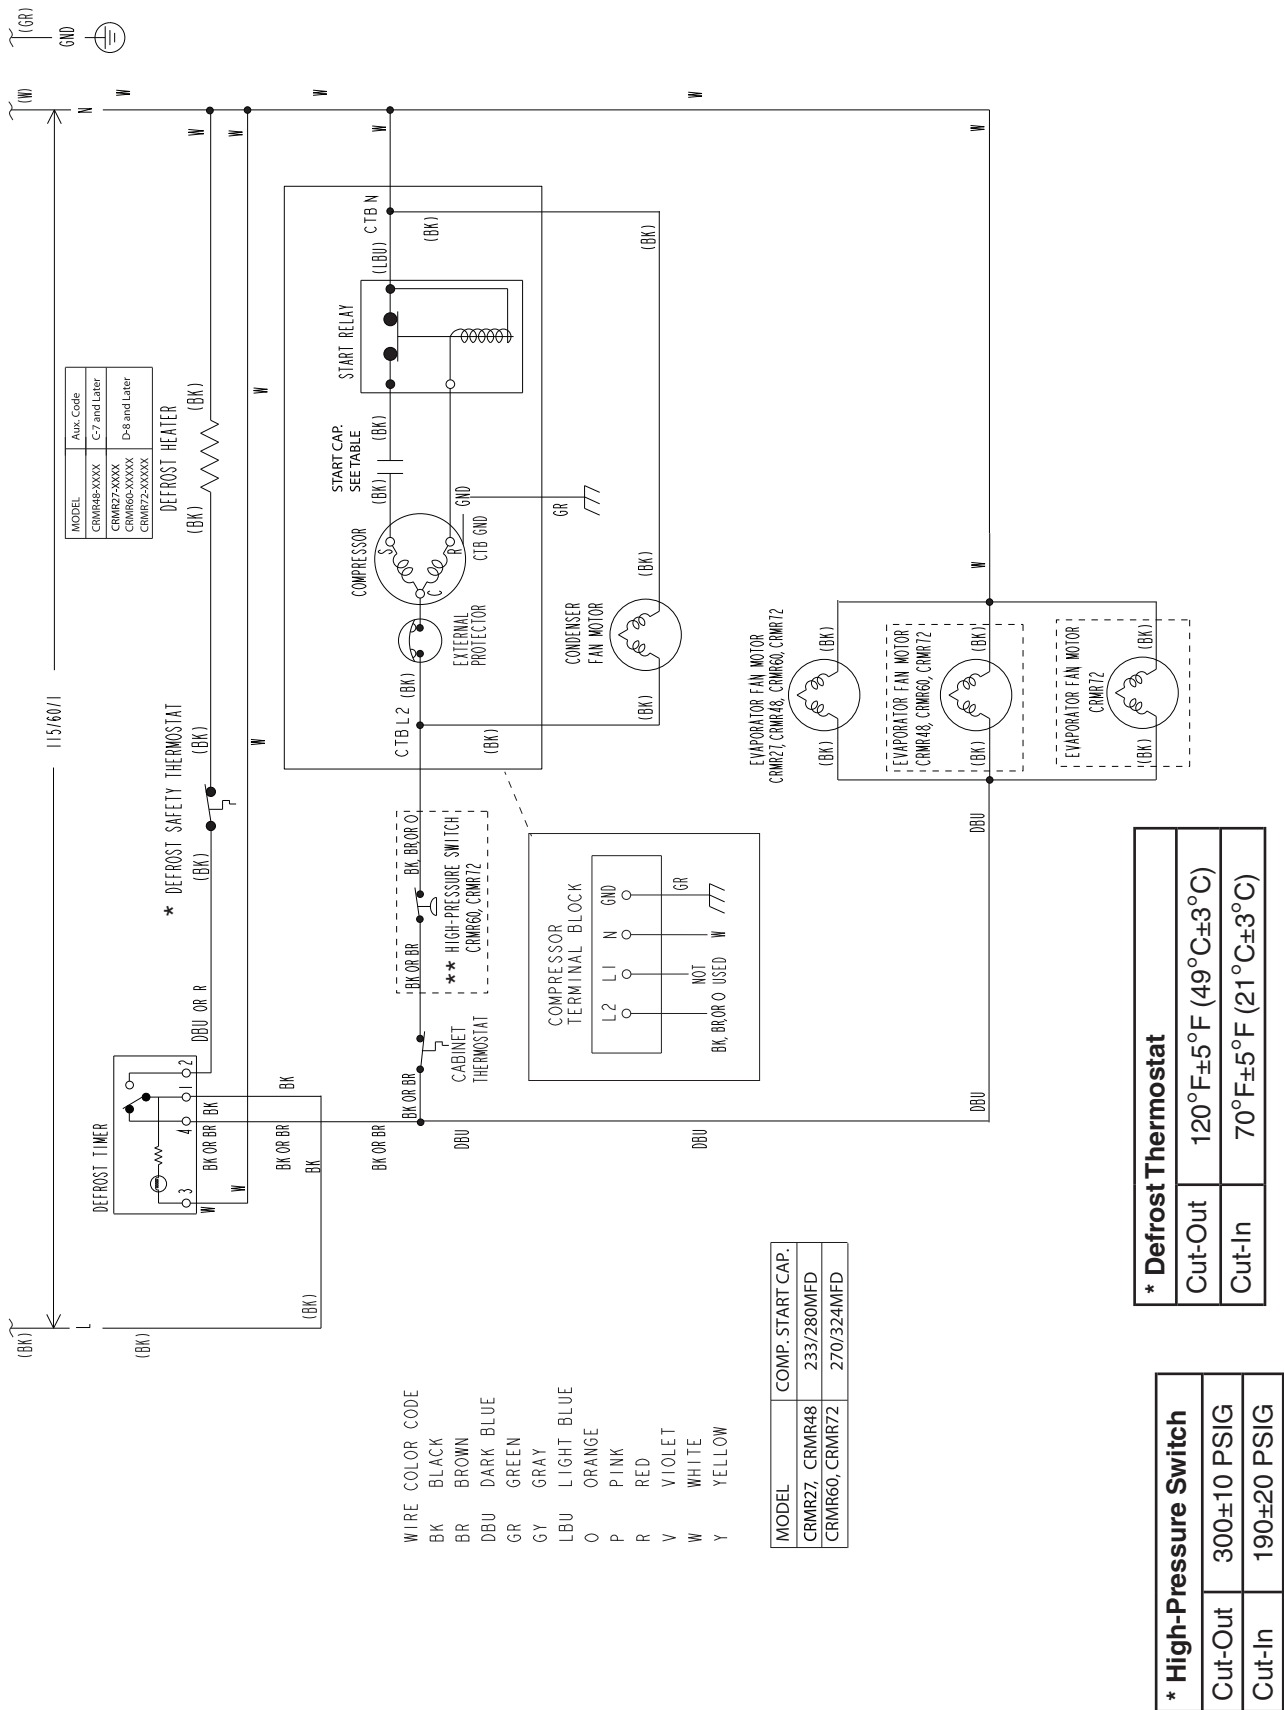 (GR)
GND
(W)
N
W
W
W
115/60/1
(BK)
L
(BK)
(BK)
MODEL Aux. Code
CRMR48-XXXX C-7 and Later
CRMR27-XXXX
CRMR60-XXXXX
CRMR72-XXXXX
D-8 and Later
DEFROST HEATER
(BK)
(BK)
W
W
W
W
W
W
* DEFROST SAFETY THERMOSTAT
(BK)
(BK)
DBU OR R
DEFROST TIMER
3
4
1
2
W
W
BK OR BR
BK
BK
BK OR BR
BK
BK OR BR
BK OR BR
CABINET
THERMOSTAT
BK OR BR
BK, BR,OR O
** HIGH-PRESSURE SWITCH
CRMR60, CRMR72
CTB L2
(BK)
(BK)
EXTERNAL
PROTECTOR
COMPRESSOR
S
R
C
GND
CTB GND
GR
START CAP.
SEE TABLE
(BK)
(BK)
START RELAY
(LBU)
CTB N
(BK)
(BK)
CONDENSER
FAN MOTOR
(BK)
(BK)
COMPRESSOR
TERMINAL BLOCK
L2
L1
N
GND
BK, BR,OR O
NOT
USED
W
GR
EVAPORATOR FAN MOTOR
CRMR27, CRMR48, CRMR60, CRMR72
(BK)
(BK)
EVAPORATOR FAN MOTOR
CRMR48, CRMR60, CRMR72
(BK)
(BK)
EVAPORATOR FAN MOTOR
CRMR72
(BK)
(BK)
DBU
DBU
DBU
DBU
W
WIRE COLOR CODE
BK BLACK
BR BROWN
DBU DARK BLUE
GR GREEN
GY GRAY
LBU LIGHT BLUE
O ORANGE
P PINK
R RED
V VIOLET
W WHITE
Y YELLOW
MODEL COMP. START CAP.
CRMR27, CRMR48 233/280MFD
CRMR60, CRMR72 270/324MFD
* Defrost Thermostat
Cut-Out 120°F±5°F (49°C±3°C)
Cut-In 70°F±5°F (21°C±3°C)
* High-Pressure Switch
Cut-Out 300±10 PSIG
Cut-In 190±20 PSIG